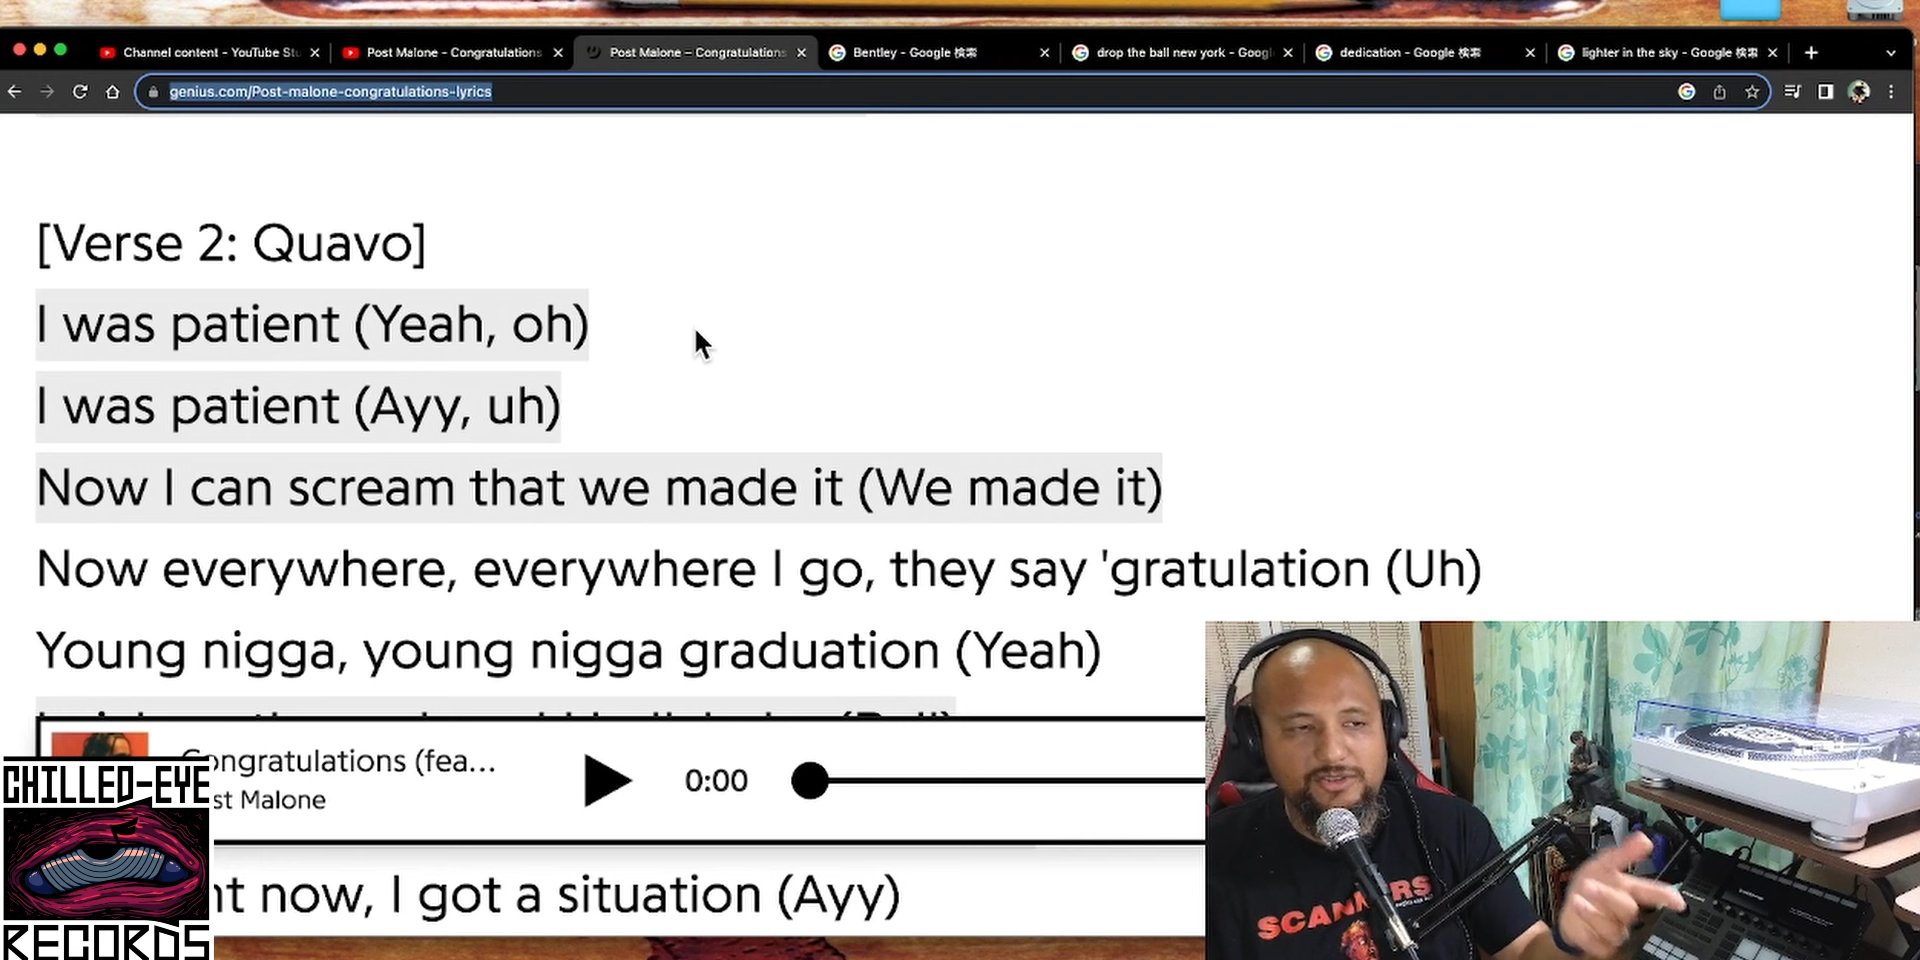 Channel content - YouTube Stu
Post Malone - Congratulations
Post Malone – Congratulations
Bentley - Google 検索
drop the ball new york - Googl
dedication - Google 検索
lighter in the sky - Google 検索
genius.com/Post-malone-congratulations-lyrics
[Verse 2: Quavo]
I was patient (Yeah, oh)
I was patient (Ayy, uh)
Now I can scream that we made it (We made it)
Now everywhere, everywhere I go, they say 'gratulation (Uh)
Young nigga, young nigga graduation (Yeah)
Congratulations (fea...
st Malone
0:00
nt now, I got a situation (Ayy)
CHILLED-EYE
RECORDS
SCANNERS